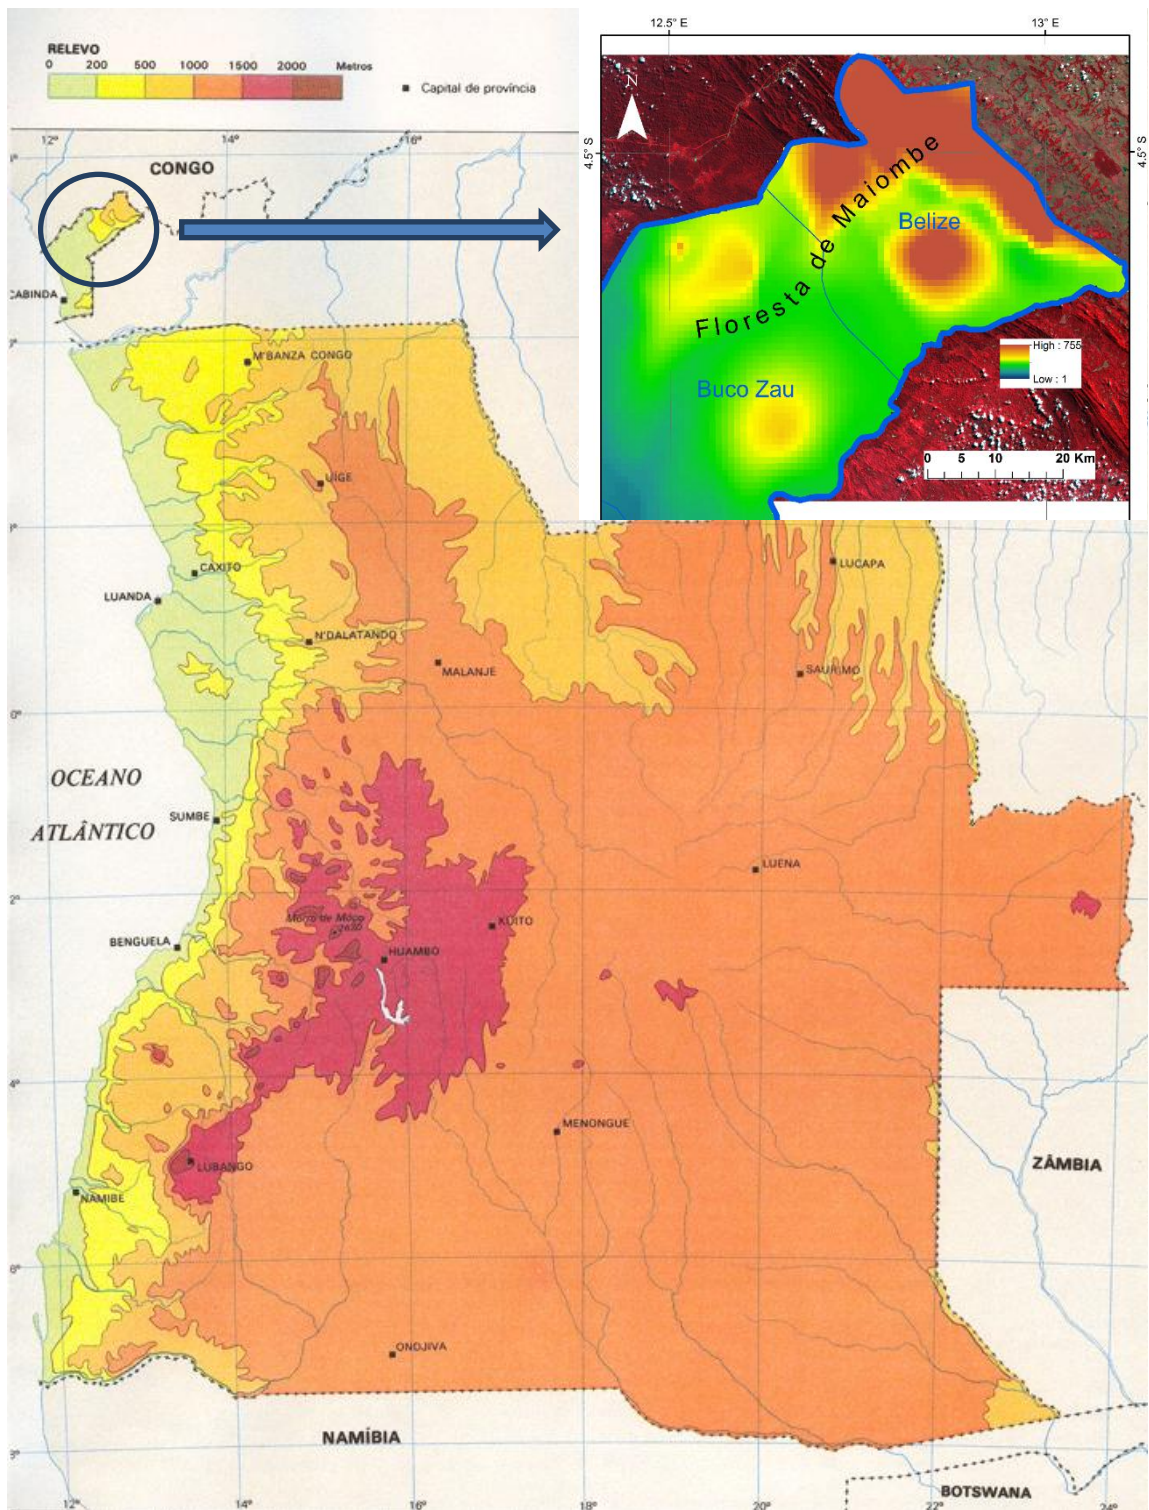 RELEVO
0 200 500 1000 1500 2000 Metros
Capital de província
12° 14° 16°
CONGO
CABINDA
M'BANZA CONGO
UÍGE
CAXITO
LUANDA
N'DALATANDO
MALANJE
LUCAPA
SAURIMO
OCEANO
ATLÂNTICO
SUMBE
LUENA
BENGUELA
HUAMBO
KUITO
MENONGUE
LUBANGO
NAMIBE
ZÂMBIA
ONDJIVA
NAMÍBIA
BOTSWANA
12° 14° 16° 18° 20° 22° 24°
12.5° E 13° E
4.5° S
4.5° S
N
Floresta de Maiombe
Belize
Buco Zau
High : 755
Low : 1
0 5 10 20 Km